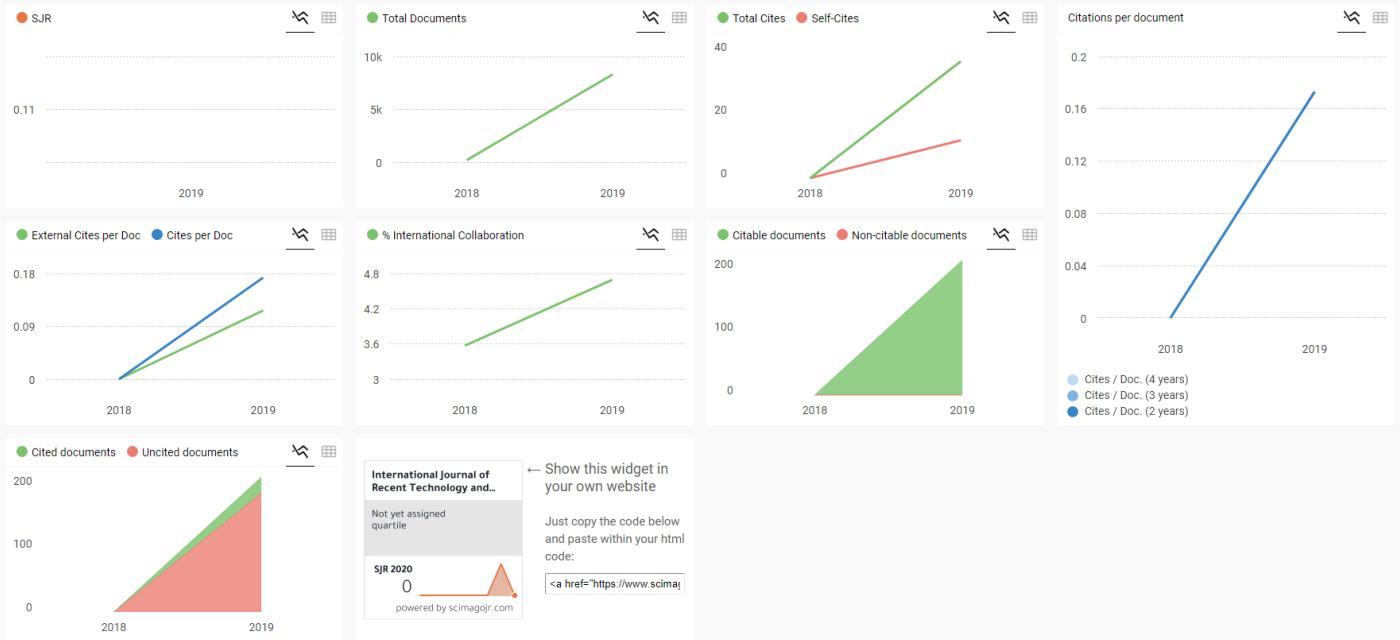 SJR
0.11
2019
Total Documents
10k
5k
0
2018 2019
Total Cites Self-Cites
40
20
0
2018 2019
Citations per document
0.2
0.16
0.12
0.08
0.04
0
2018 2019
Cites / Doc. (4 years)
Cites / Doc. (3 years)
Cites / Doc. (2 years)
External Cites per Doc Cites per Doc
0.18
0.09
0
2018 2019
% International Collaboration
4.8
4.2
3.6
3
2018 2019
Citable documents Non-citable documents
200
100
0
2018 2019
Cited documents Uncited documents
200
100
0
2018 2019
International Journal of
Recent Technology and...
Not yet assigned
quartile
SJR 2020
0
powered by scimagojr.com
← Show this widget in
your own website
Just copy the code below
and paste within your html
code:
<a href="https://www.scimag